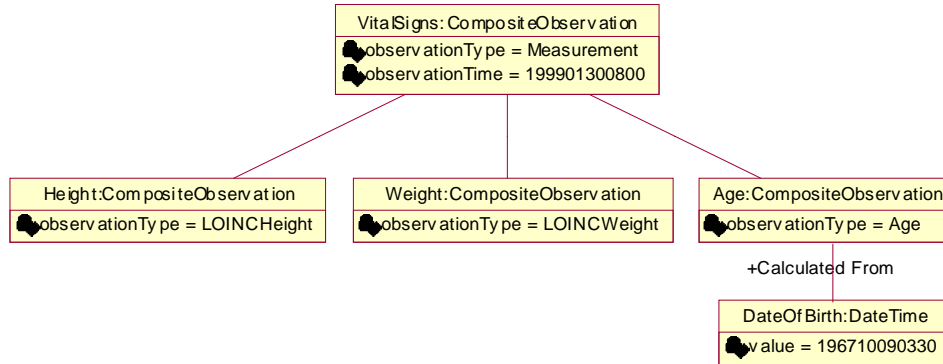 VitalSigns:CompositeObservation
observationType = Measurement
observationTime = 199901300800
Height:CompositeObservation
observationType = LOINCHeight
Weight:CompositeObservation
observationType = LOINCWeight
Age:CompositeObservation
observationType = Age
+Calculated From
DateOfBirth:DateTime
value = 196710090330